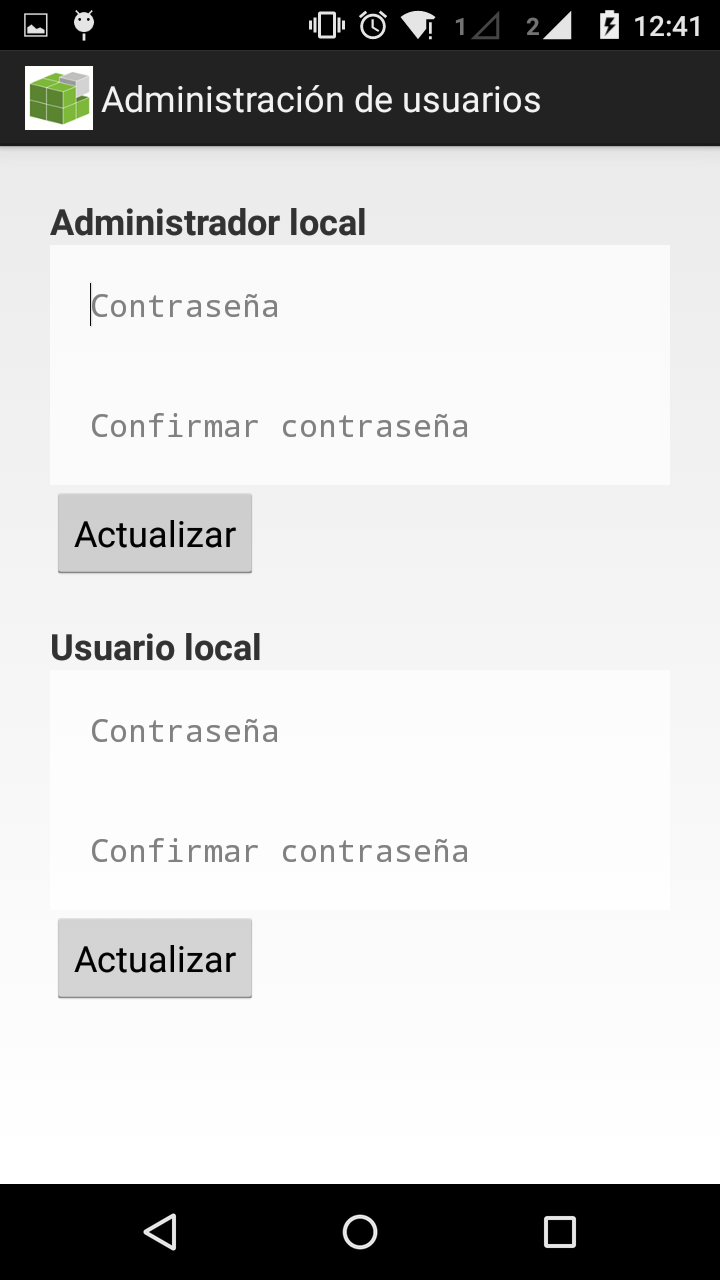 1 2 12:41
Administración de usuarios
Administrador local
Contraseña
Confirmar contraseña
Actualizar
Usuario local
Contraseña
Confirmar contraseña
Actualizar